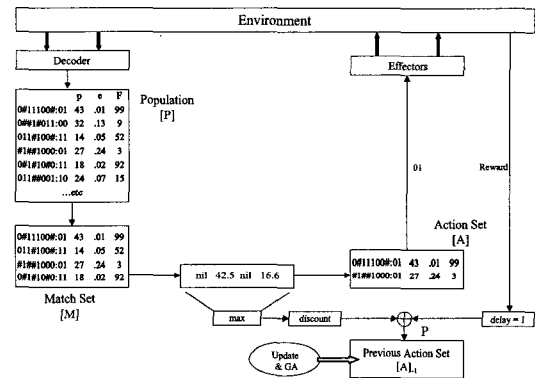 Environment
Decoder
Effectors
p e F
0#11100#:01 43 .01 99
0##1#011:00 32 .13 9
011#100#:11 14 .05 52
#1##1000:01 27 .24 3
0#1#10#0:11 18 .02 92
011##001:10 24 .07 15
...etc
Population
[P]
01
Reward
0#11100#:01 43 .01 99
011#100#:11 14 .05 52
#1##1000:01 27 .24 3
0#1#10#0:11 18 .02 92
Match Set
[M]
nil 42.5 nil 16.6
Action Set
[A]
0#11100#:01 43 .01 99
#1##1000:01 27 .24 3
max
discount
+
P
delay = 1
Update
& GA
Previous Action Set
[A]-1